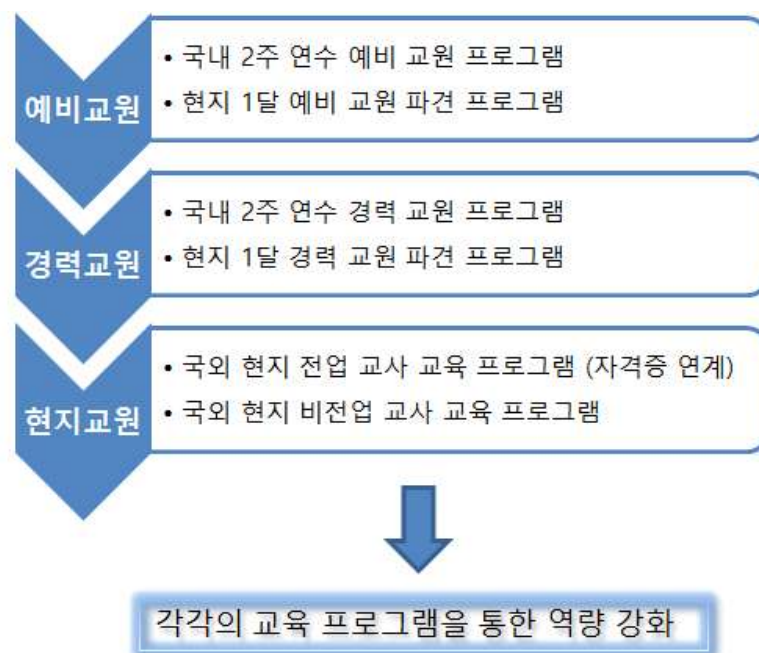 예비교원
• 국내 2주 연수 예비 교원 프로그램
• 현지 1달 예비 교원 파견 프로그램
경력교원
• 국내 2주 연수 경력 교원 프로그램
• 현지 1달 경력 교원 파견 프로그램
현지교원
• 국외 현지 전업 교사 교육 프로그램 (자격증 연계)
• 국외 현지 비전업 교사 교육 프로그램
각각의 교육 프로그램을 통한 역량 강화